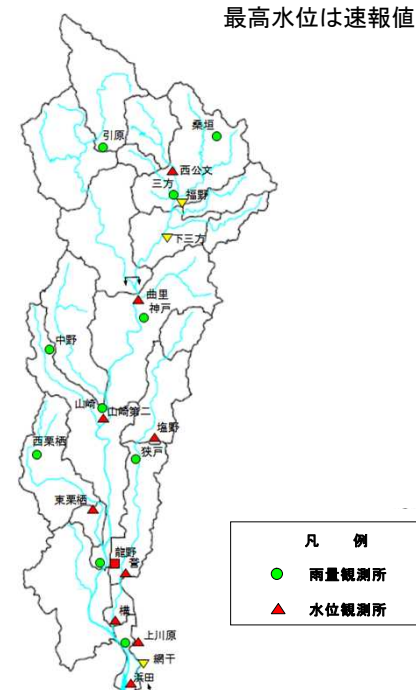 最高水位は速報値
桑垣
引原
西公文
三方
福野
下三方
曲里
神戸
中野
山崎
山崎第二
塩野
西栗栖
狭戸
東栗栖
龍野
誉
構
上川原
網干
浜田
凡 例
雨量観測所
水位観測所